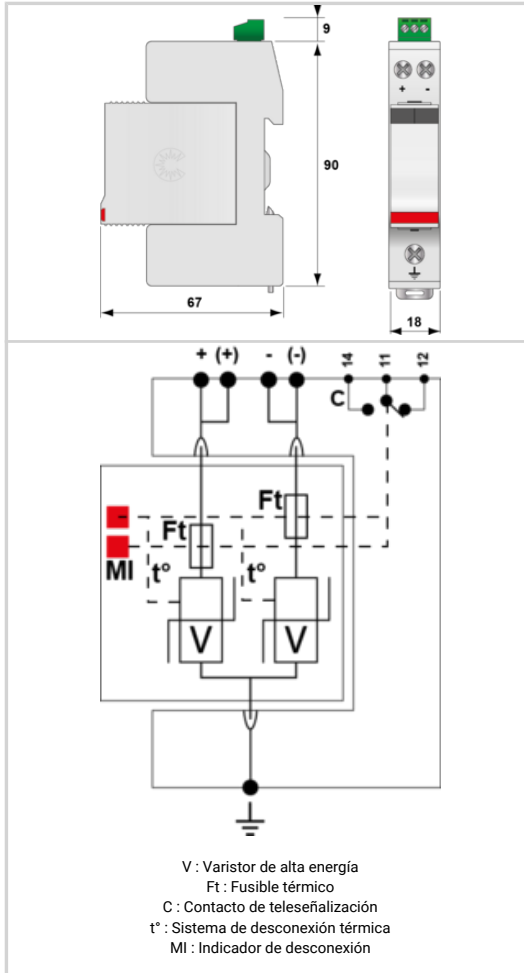 9
90
67
+ -
18
+ (+) - (-) 14 11 12
C
Ft
Ft
MI t° t°
V V
V : Varistor de alta energía
Ft : Fusible térmico
C : Contacto de teleseñalización
t° : Sistema de desconexión térmica
MI : Indicador de desconexión